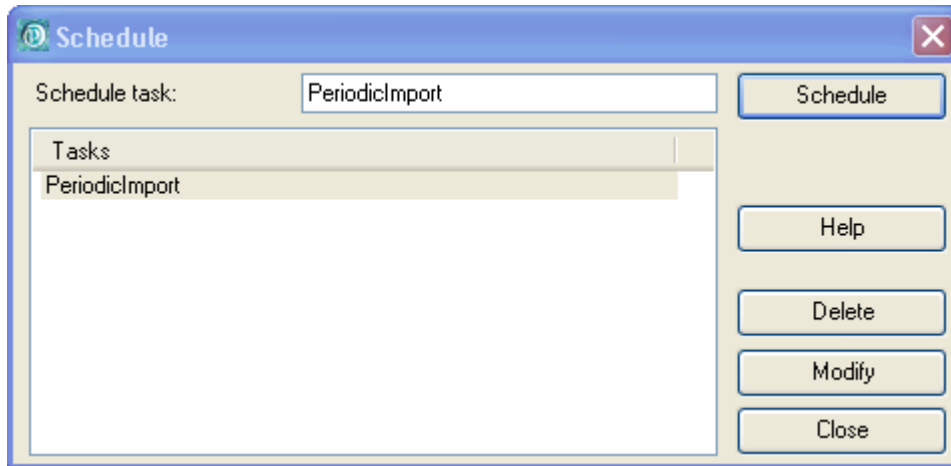 Schedule
Schedule task: PeriodicImport Schedule
Tasks
PeriodicImport
Help
Delete
Modify
Close